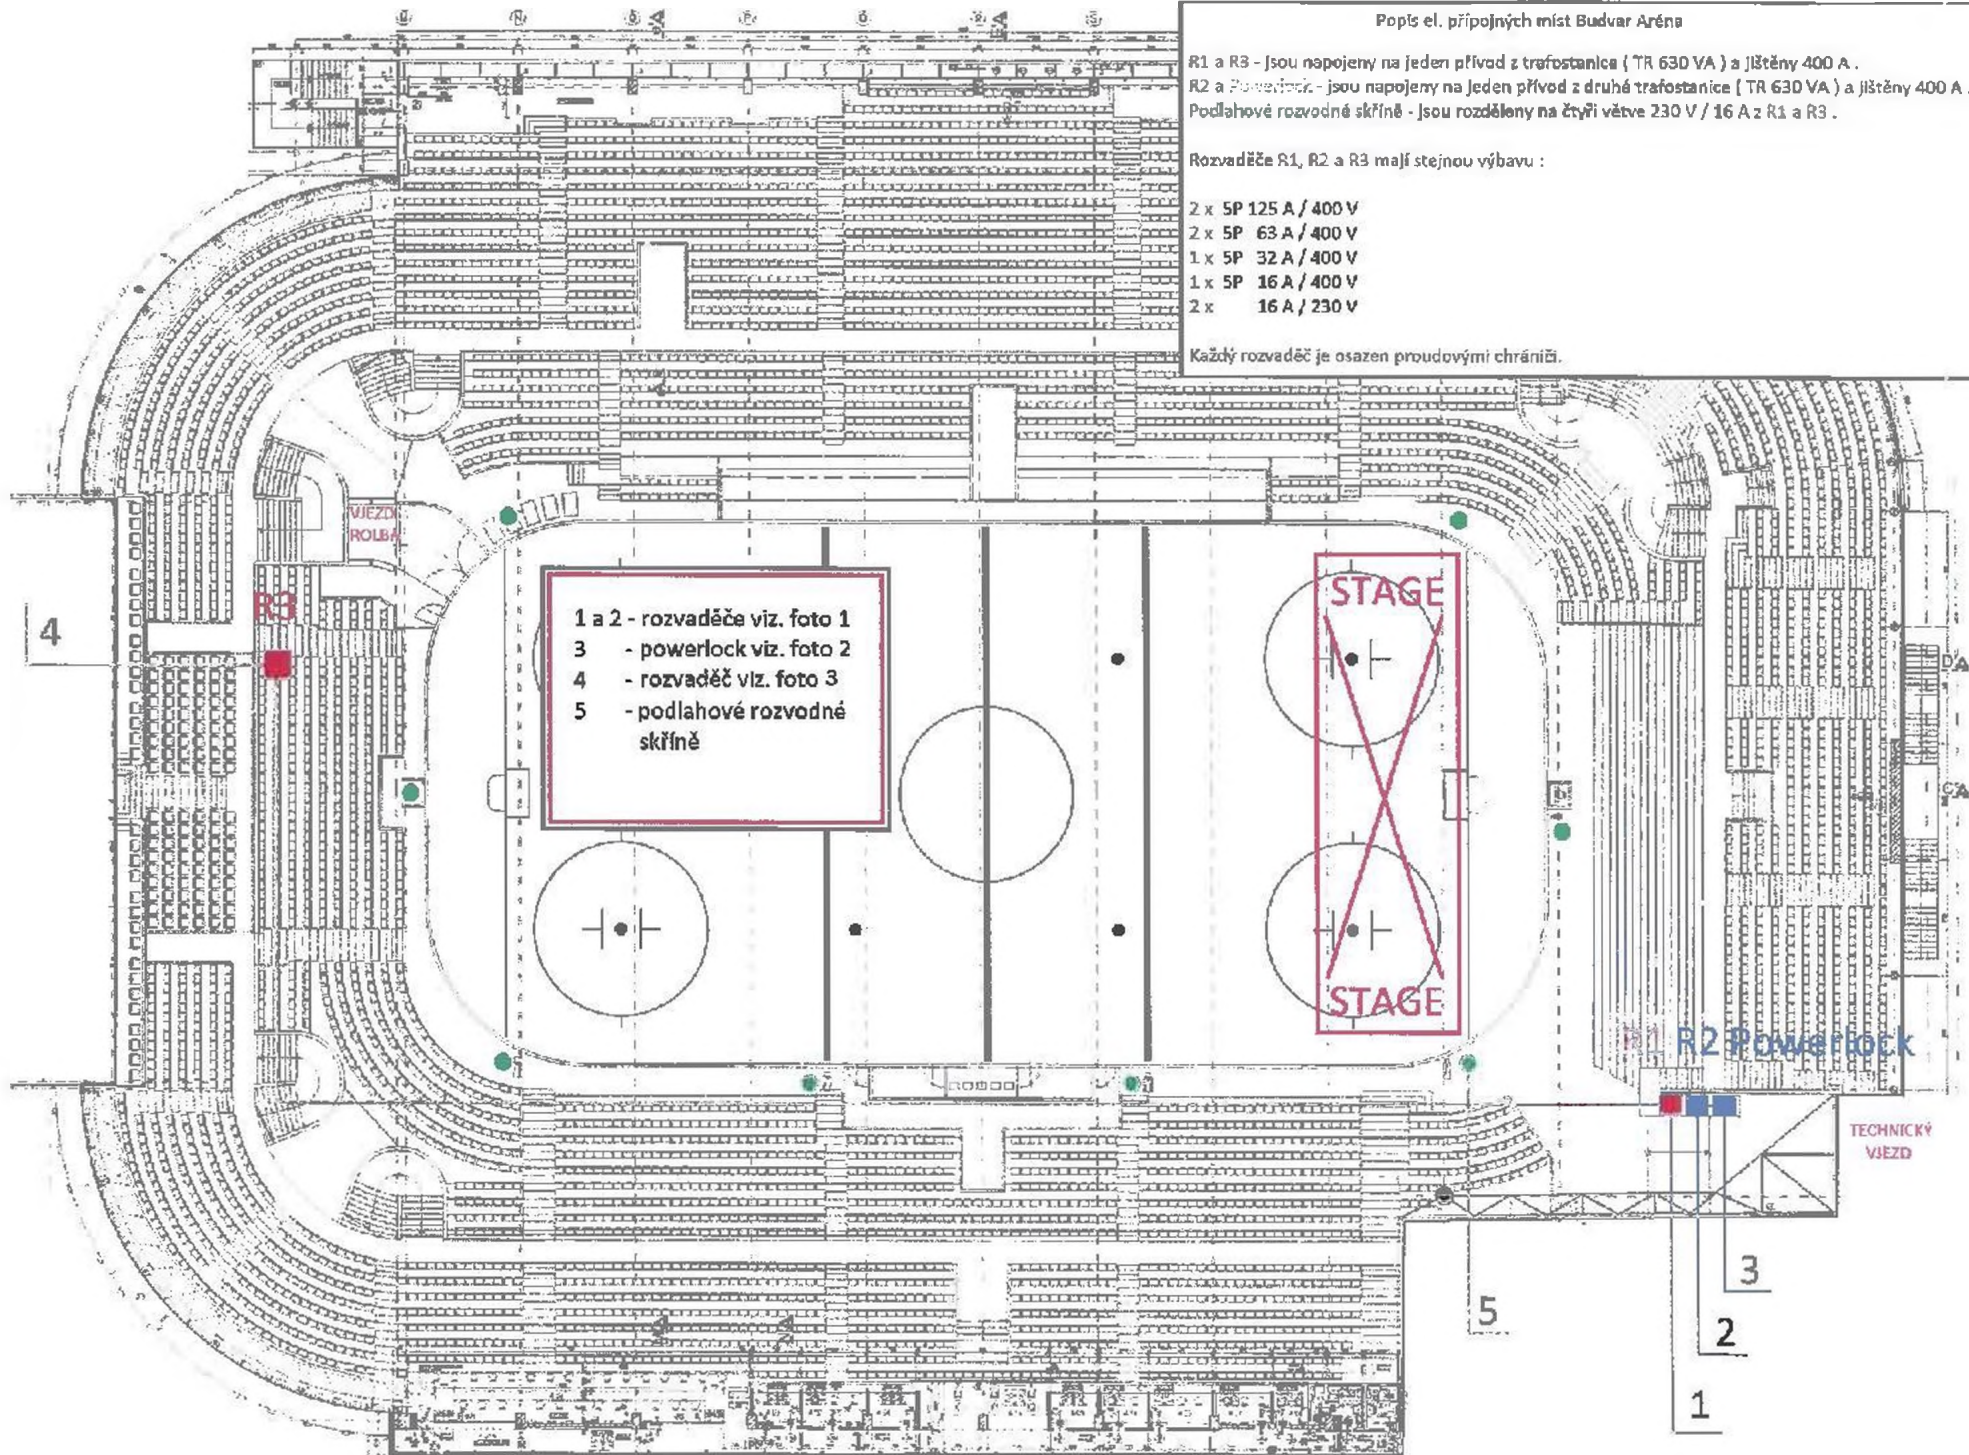 Popis el. přípojných míst Budvar Aréna
R1 a R3 - jsou napojeny na jeden přívod z trafostanice ( TR 630 VA ) a jištěny 400 A .
R2 a Powerlock - jsou napojeny na jeden přívod z druhé trafostanice ( TR 630 VA ) a jištěny 400 A .
Podlahové rozvodné skříně - jsou rozděleny na čtyři větve 230 V / 16 A z R1 a R3 .
Rozvaděče R1, R2 a R3 mají stejnou výbavu :
2 x 5P 125 A / 400 V
2 x 5P 63 A / 400 V
1 x 5P 32 A / 400 V
1 x 5P 16 A / 400 V
2 x 16 A / 230 V
Každý rozvaděč je osazen proudovými chrániči.
VJEZD
ROLBA
R3
4
1 a 2 - rozvaděče viz. foto 1
3 - powerlock viz. foto 2
4 - rozvaděč viz. foto 3
5 - podlahové rozvodné
skříně
STAGE
STAGE
R1 R2 Powerlock
TECHNICKÝ
VJEZD
3
5
2
1